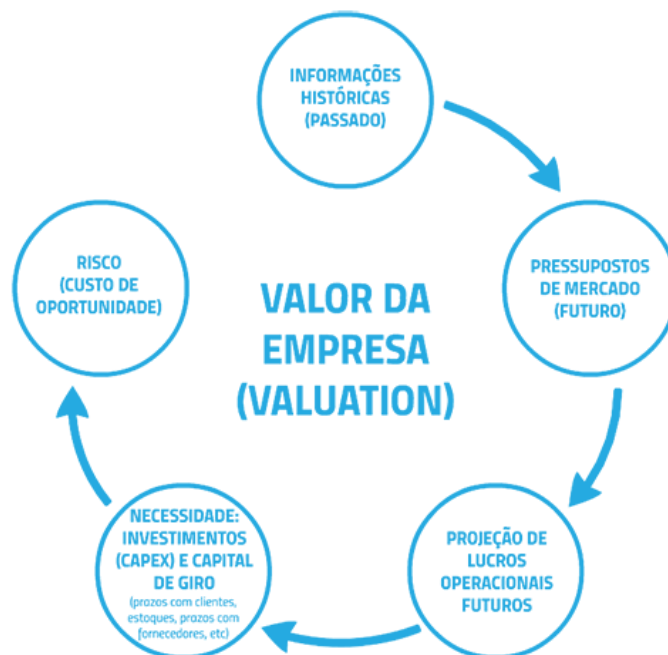 INFORMAÇÕES
HISTÓRICAS
(PASSADO)
PRESSUPOSTOS
DE MERCADO
(FUTURO)
PROJEÇÃO DE
LUCROS
OPERACIONAIS
FUTUROS
NECESSIDADE:
INVESTIMENTOS
(CAPEX) E CAPITAL
DE GIRO
(prazos com clientes,
estoques, prazos com
fornecedores, etc)
RISCO
(CUSTO DE
OPORTUNIDADE)
VALOR DA
EMPRESA
(VALUATION)